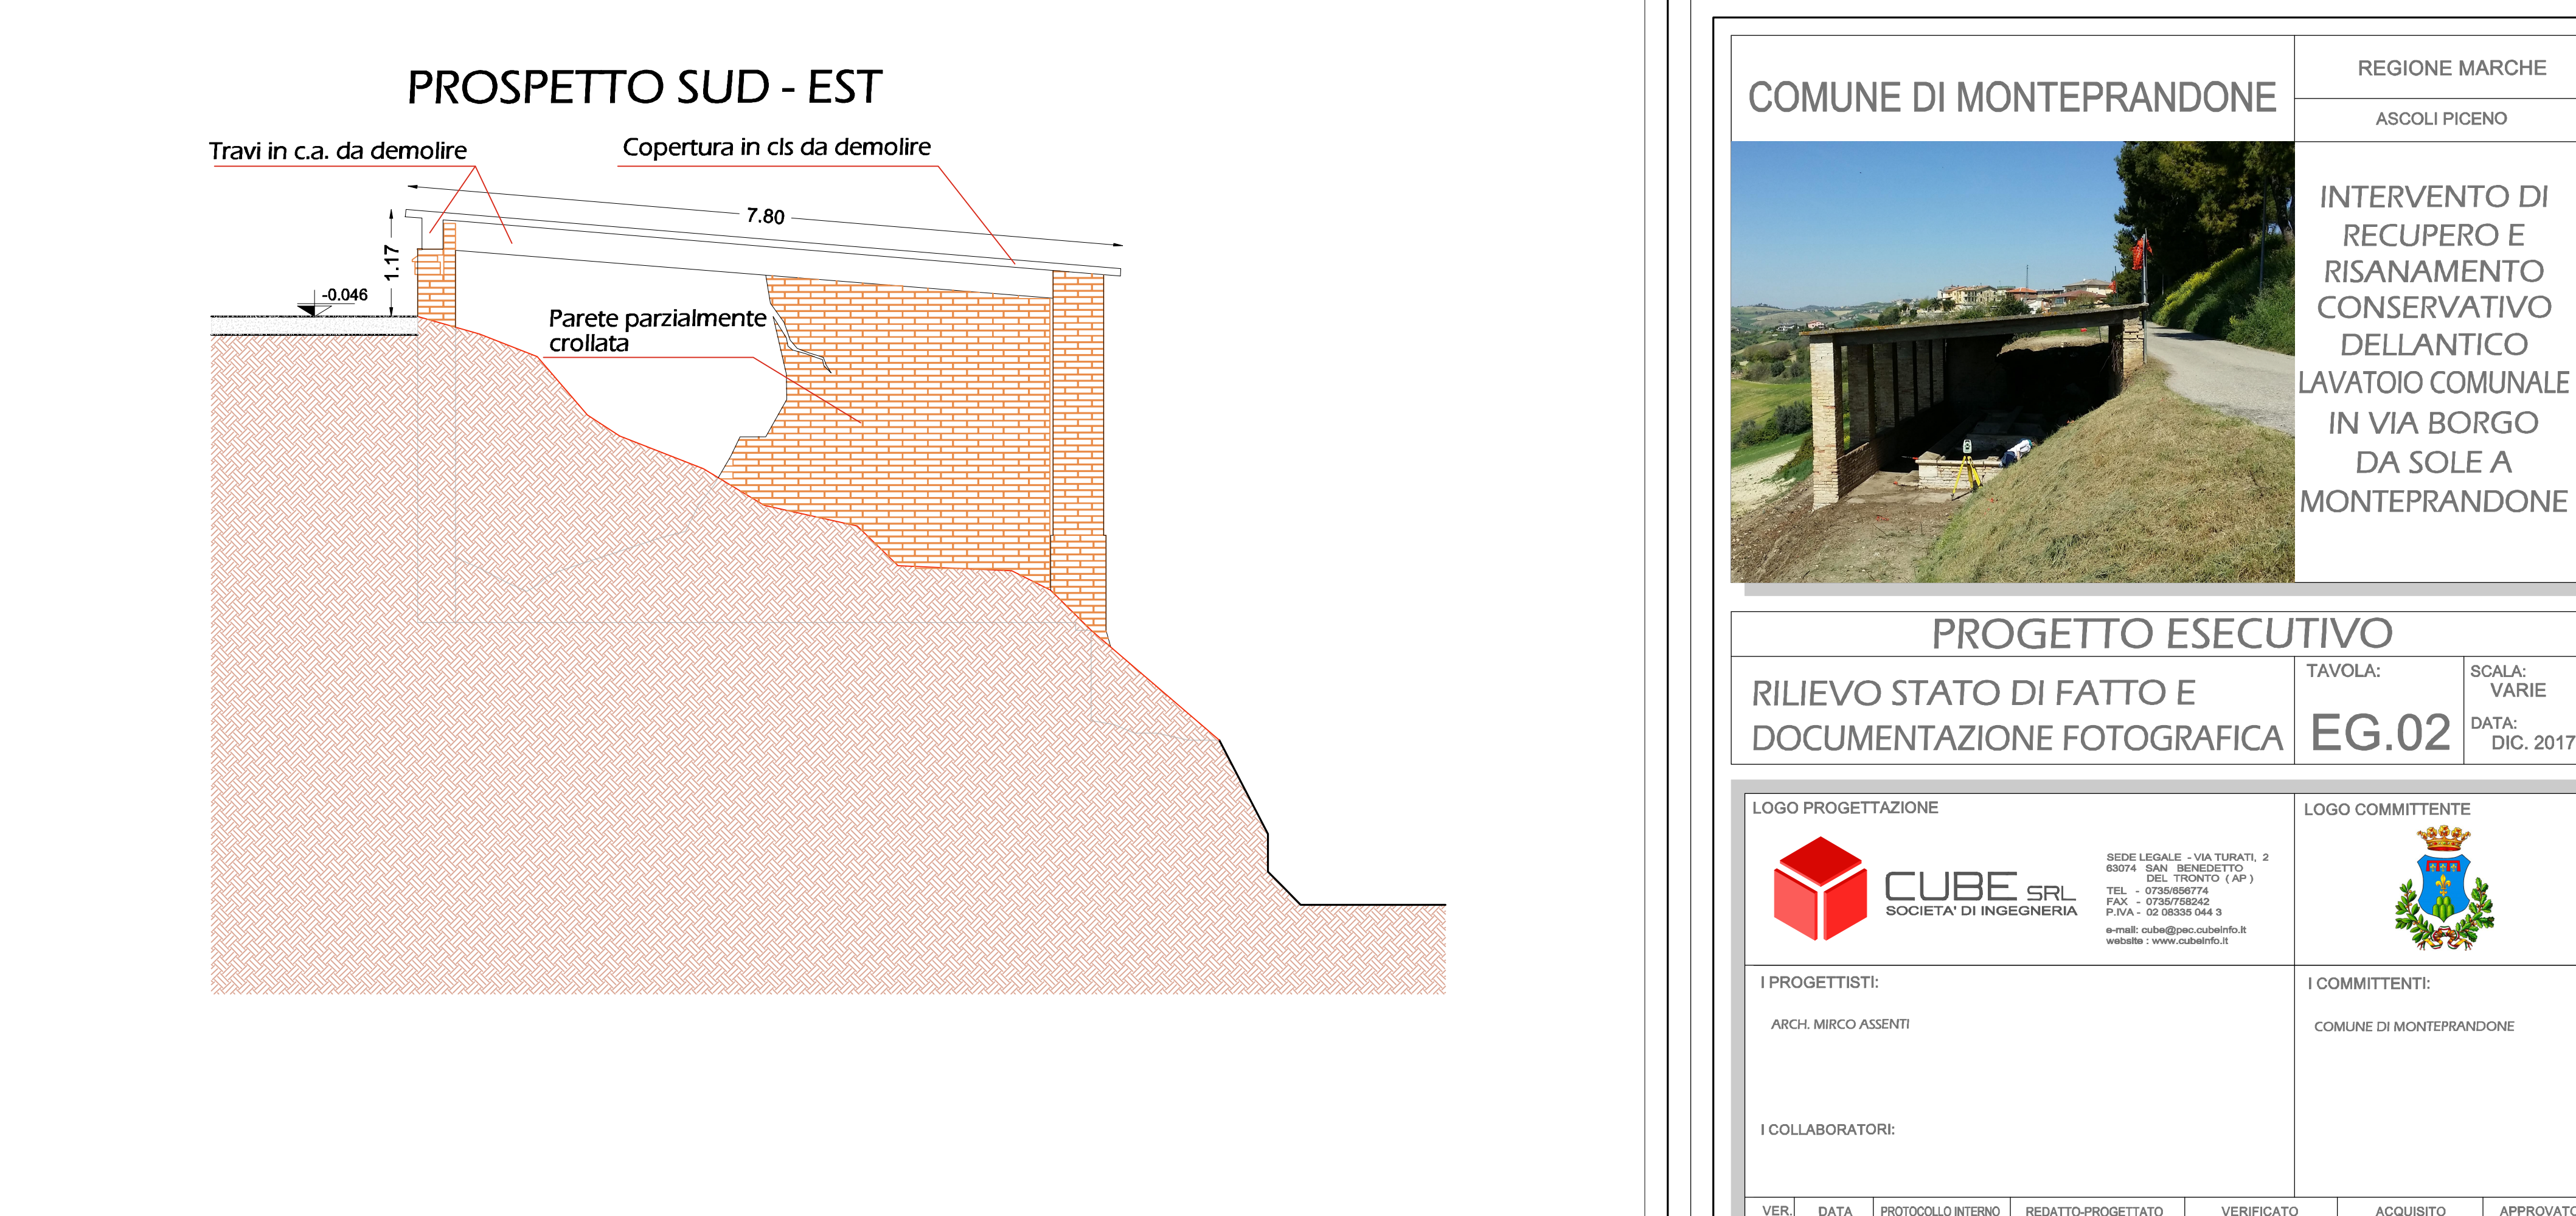 PROSPETTO SUD - EST
Travi in c.a. da demolire
Copertura in cls da demolire
7.80
1.17
-0.046
Parete parzialmente
crollata
COMUNE DI MONTEPRANDONE
REGIONE MARCHE
ASCOLI PICENO
INTERVENTO DI
RECUPERO E
RISANAMENTO
CONSERVATIVO
DELLANTICO
LAVATOIO COMUNALE
IN VIA BORGO
DA SOLE A
MONTEPRANDONE
PROGETTO ESECUTIVO
RILIEVO STATO DI FATTO E
DOCUMENTAZIONE FOTOGRAFICA
TAVOLA:
EG.02
SCALA:
VARIE
DATA:
DIC. 2017
LOGO PROGETTAZIONE
CUBE SRL
SOCIETA' DI INGEGNERIA
SEDE LEGALE - VIA TURATI, 2
63074 SAN BENEDETTO
DEL TRONTO ( AP )
TEL - 0735/656774
FAX - 0735/758242
P.IVA - 02 08335 044 3
e-mail: cube@pec.cubeinfo.it
website : www.cubeinfo.it
LOGO COMMITTENTE
I PROGETTISTI:
ARCH. MIRCO ASSENTI
I COMMITTENTI:
COMUNE DI MONTEPRANDONE
I COLLABORATORI:
VER. DATA PROTOCOLLO INTERNO REDATTO-PROGETTATO VERIFICATO ACQUISITO APPROVATO